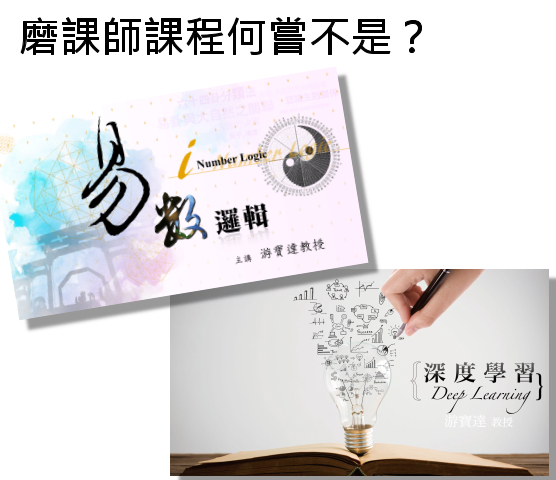 磨課師課程何嘗不是？
易
i Number Logic
數邏輯
主講 游寶達教授
{深度學習
Deep Learning}
游寶達 教授